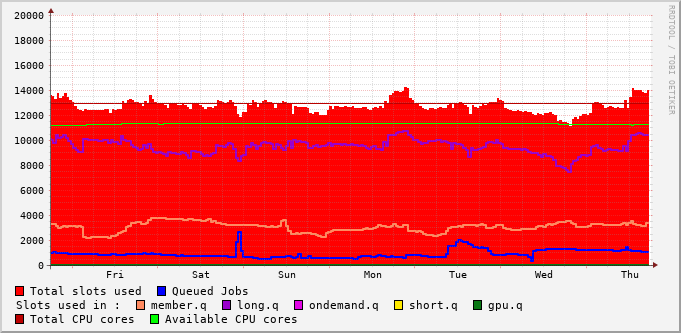 20000
18000
16000
14000
12000
10000
8000
6000
4000
2000
0
Fri Sat Sun Mon Tue Wed Thu
RRDTOOL / TOBI OETIKER
Total slots used Queued Jobs
Slots used in : member.q long.q ondemand.q short.q gpu.q
Total CPU cores Available CPU cores